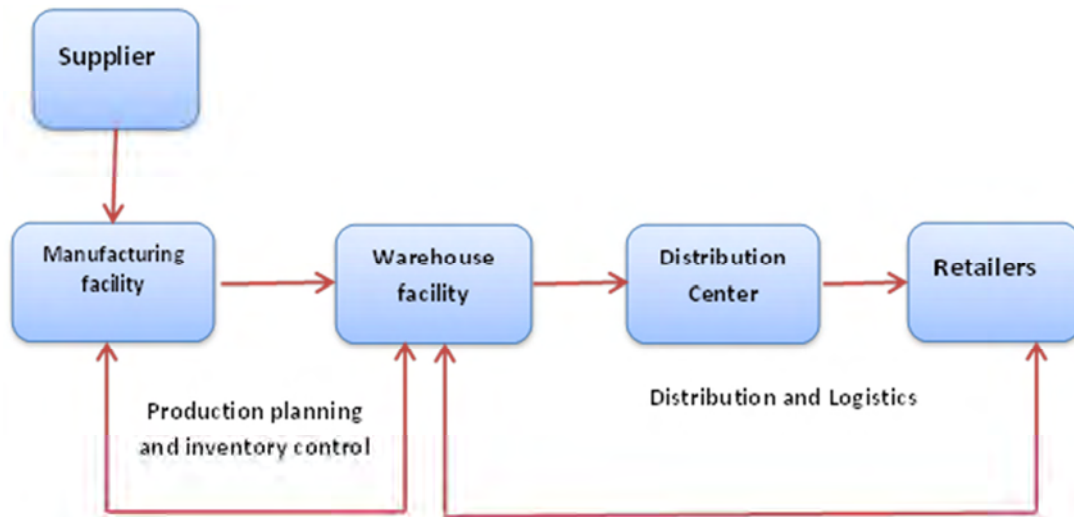 Supplier
Manufacturing
facility
Warehouse
facility
Distribution
Center
Retailers
Production planning
and inventory control
Distribution and Logistics